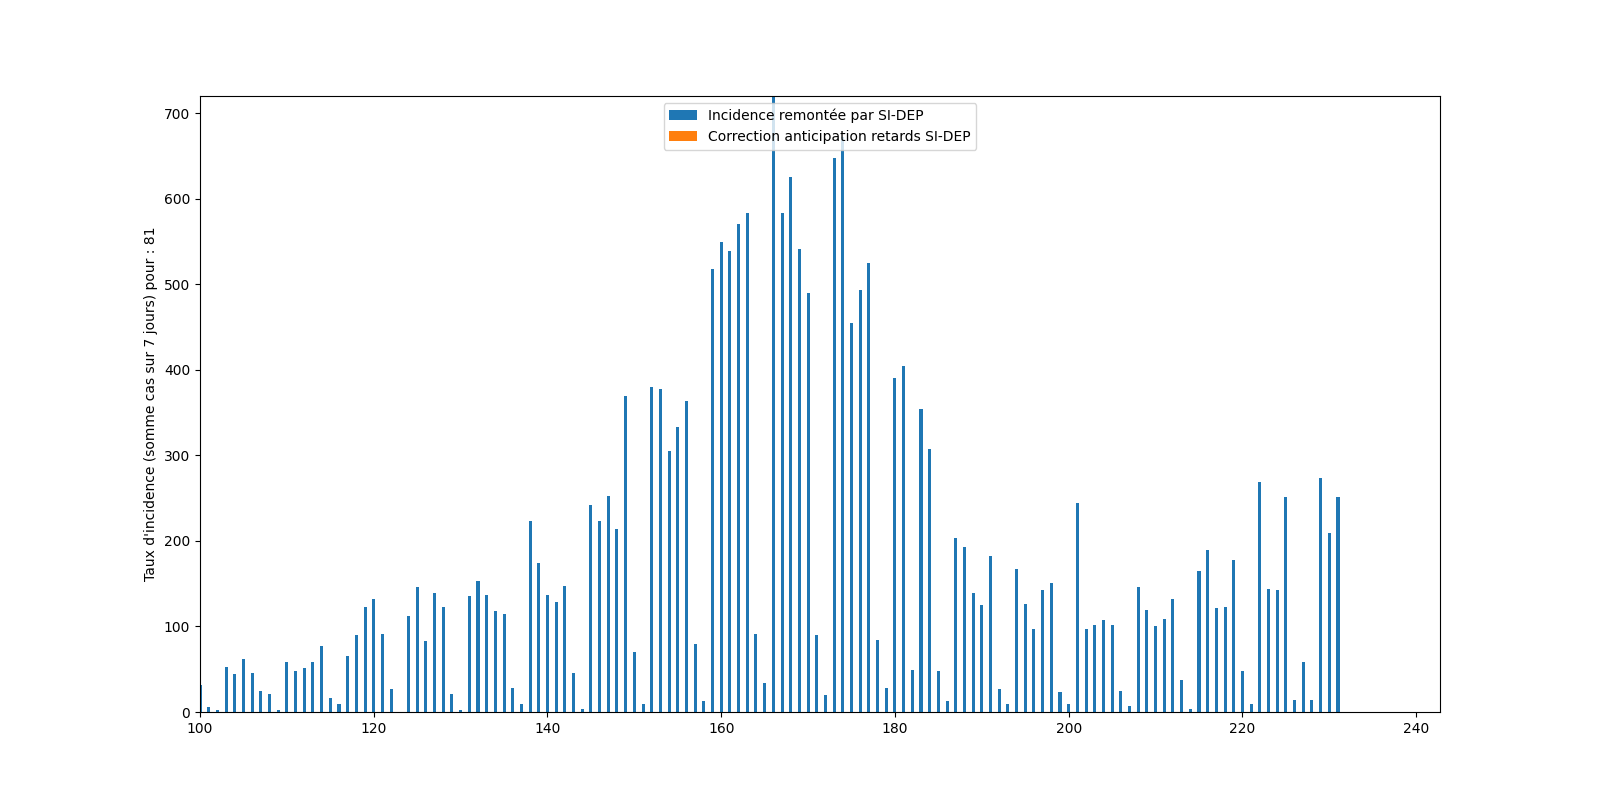 Incidence remontée par SI-DEP
Correction anticipation retards SI-DEP
Taux d'incidence (somme cas sur 7 jours) pour : 81
700
600
500
400
300
200
100
0
100 120 140 160 180 200 220 240